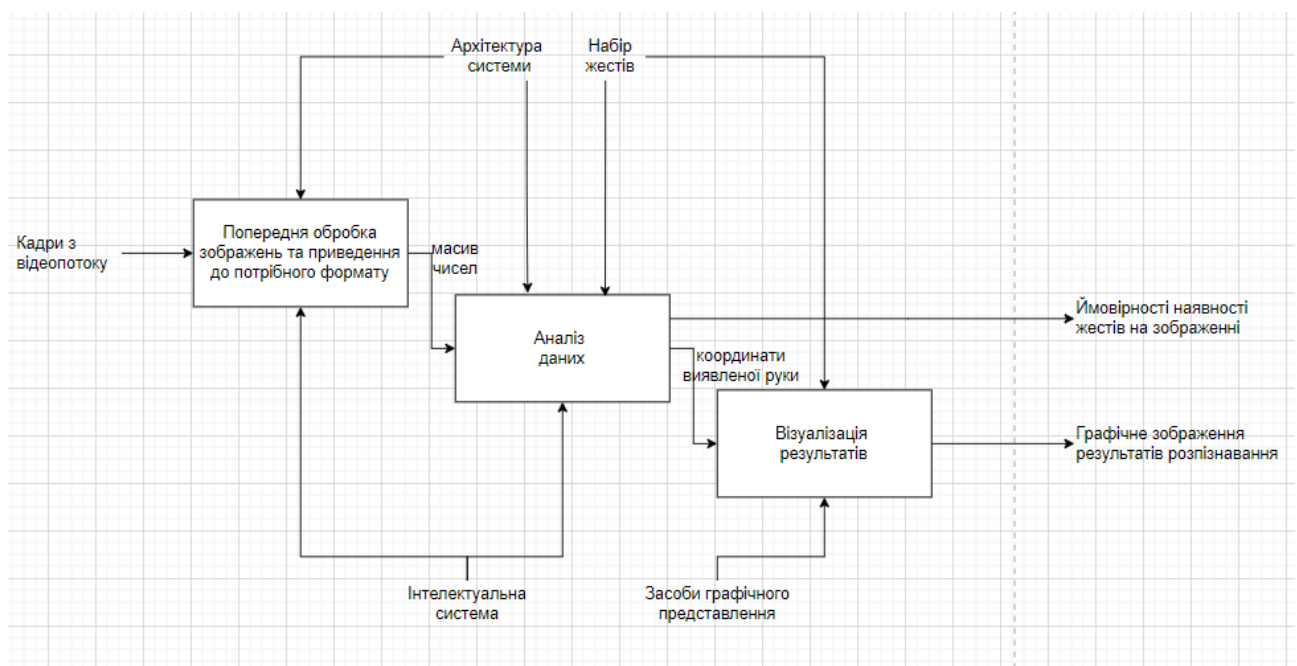 Архітектура
системи
Набір
жестів
Кадри з
відеопотоку
Попередня обробка
зображень та приведення
до потрібного формату
масив
чисел
Аналіз
даних
Ймовірності наявності
жестів на зображенні
координати
виявленої руки
Візуалізація
результатів
Графічне зображення
результатів розпізнавання
Інтелектуальна
система
Засоби графічного
представлення